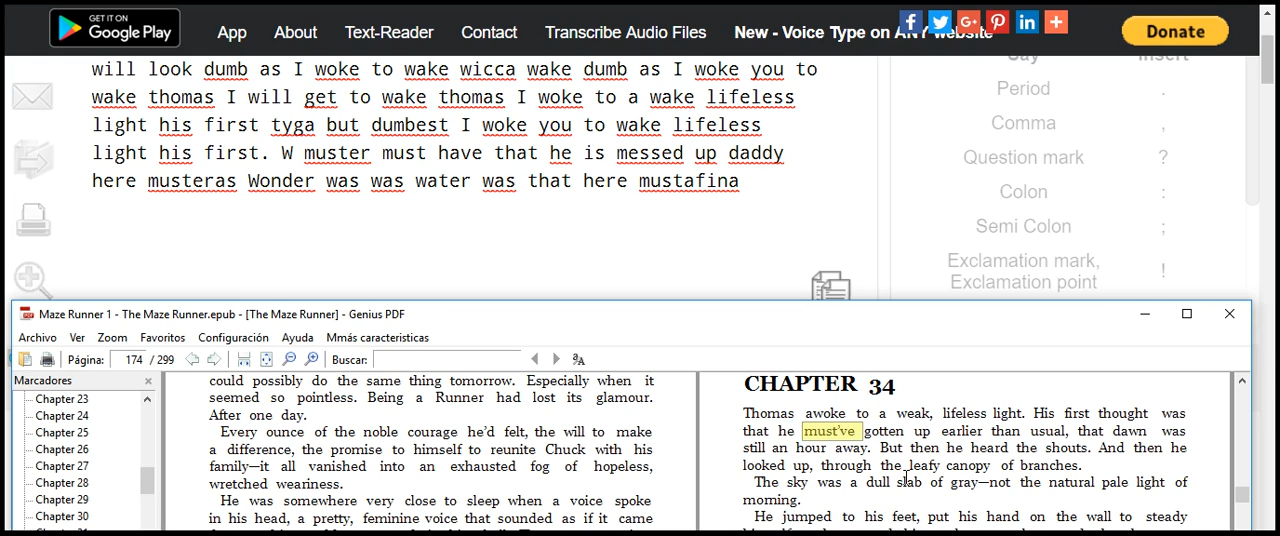 GET IT ON
Google Play
App
About
Text-Reader
Contact
Transcribe Audio Files
New - Voice Type on ANY website
Donate
will look dumb as I woke to wake wicca wake dumb as I woke you to
wake thomas I will get to wake thomas I woke to a wake lifeless
light his first tyga but dumbest I woke you to wake lifeless
light his first. W muster must have that he is messed up daddy
here musteras Wonder was was water was that here mustafina
Say Insert
Period .
Comma ,
Question mark ?
Colon :
Semi Colon ;
Exclamation mark,
Exclamation point !
Maze Runner 1 - The Maze Runner.epub - [The Maze Runner] - Genius PDF
Archivo Ver Zoom Favoritos Configuración Ayuda Mmás características
Página: 174 / 299 Buscar:
Marcadores
Chapter 23
Chapter 24
Chapter 25
Chapter 26
Chapter 27
Chapter 28
Chapter 29
Chapter 30
could possibly do the same thing tomorrow. Especially when it
seemed so pointless. Being a Runner had lost its glamour.
After one day.
Every ounce of the noble courage he'd felt, the will to make
a difference, the promise to himself to reunite Chuck with his
family—it all vanished into an exhausted fog of hopeless,
wretched weariness.
He was somewhere very close to sleep when a voice spoke
in his head, a pretty, feminine voice that sounded as if it came
CHAPTER 34
Thomas awoke to a weak, lifeless light. His first thought was
that he must've gotten up earlier than usual, that dawn was
still an hour away. But then he heard the shouts. And then he
looked up, through the leafy canopy of branches.
The sky was a dull slab of gray—not the natural pale light of
morning.
He jumped to his feet, put his hand on the wall to steady